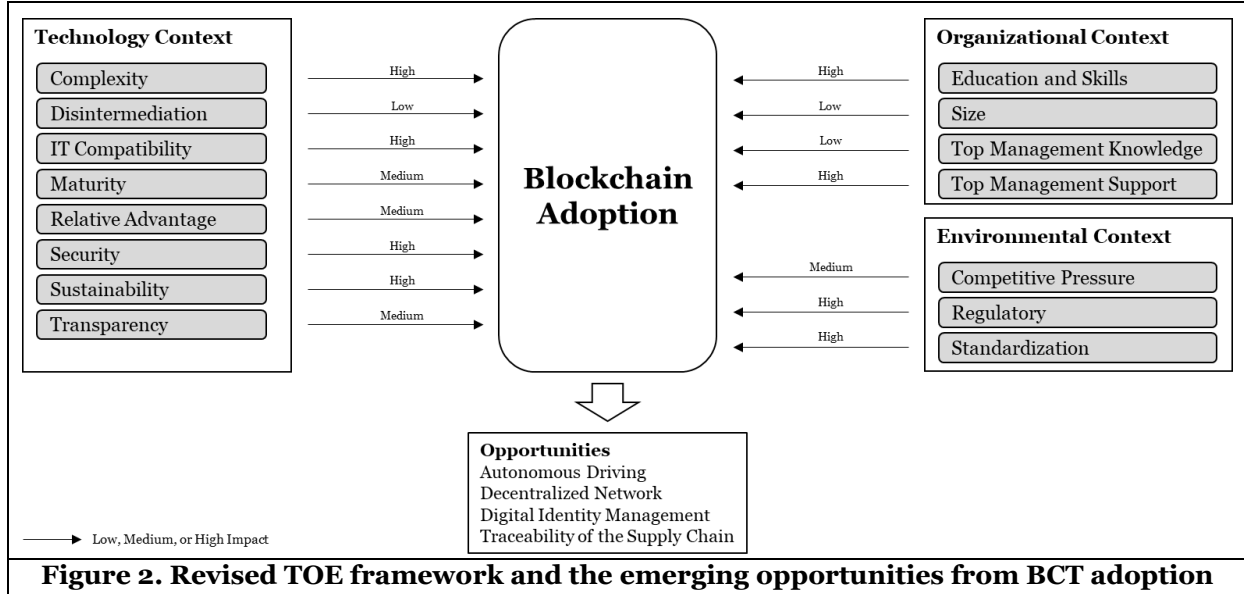 Technology Context
Complexity
Disintermediation
IT Compatibility
Maturity
Relative Advantage
Security
Sustainability
Transparency
High
Low
High
Medium
Medium
High
High
Medium
Blockchain
Adoption
High
Low
Low
High
Medium
High
High
Organizational Context
Education and Skills
Size
Top Management Knowledge
Top Management Support
Environmental Context
Competitive Pressure
Regulatory
Standardization
Opportunities
Autonomous Driving
Decentralized Network
Digital Identity Management
Traceability of the Supply Chain
Low, Medium, or High Impact
Figure 2. Revised TOE framework and the emerging opportunities from BCT adoption